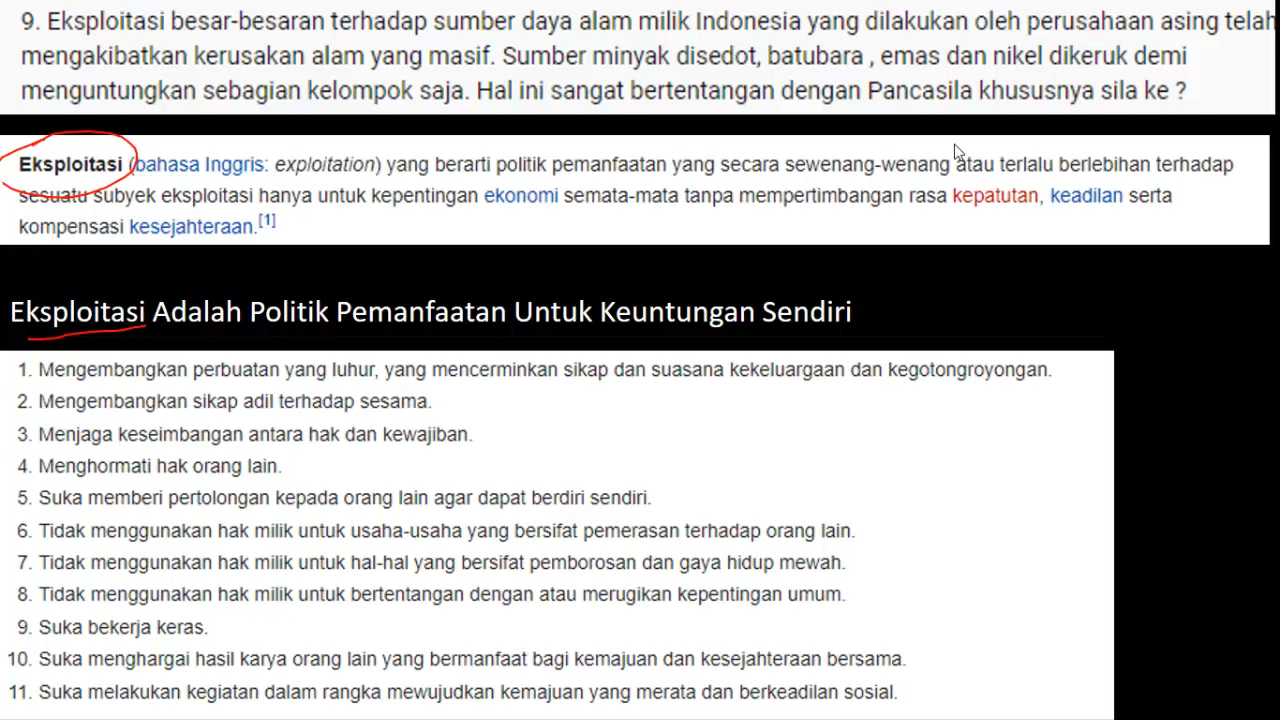 9. Eksploitasi besar-besaran terhadap sumber daya alam milik Indonesia yang dilakukan oleh perusahaan asing telah
mengakibatkan kerusakan alam yang masif. Sumber minyak disedot, batubara , emas dan nikel dikeruk demi
menguntungkan sebagian kelompok saja. Hal ini sangat bertentangan dengan Pancasila khususnya sila ke ?
Eksploitasi (bahasa Inggris: exploitation) yang berarti politik pemanfaatan yang secara sewenang-wenang atau terlalu berlebihan terhadap
sesuatu subyek eksploitasi hanya untuk kepentingan ekonomi semata-mata tanpa mempertimbangan rasa kepatutan, keadilan serta
kompensasi kesejahteraan.[1]
Eksploitasi Adalah Politik Pemanfaatan Untuk Keuntungan Sendiri
1. Mengembangkan perbuatan yang luhur, yang mencerminkan sikap dan suasana kekeluargaan dan kegotongroyongan.
2. Mengembangkan sikap adil terhadap sesama.
3. Menjaga keseimbangan antara hak dan kewajiban.
4. Menghormati hak orang lain.
5. Suka memberi pertolongan kepada orang lain agar dapat berdiri sendiri.
6. Tidak menggunakan hak milik untuk usaha-usaha yang bersifat pemerasan terhadap orang lain.
7. Tidak menggunakan hak milik untuk hal-hal yang bersifat pemborosan dan gaya hidup mewah.
8. Tidak menggunakan hak milik untuk bertentangan dengan atau merugikan kepentingan umum.
9. Suka bekerja keras.
10. Suka menghargai hasil karya orang lain yang bermanfaat bagi kemajuan dan kesejahteraan bersama.
11. Suka melakukan kegiatan dalam rangka mewujudkan kemajuan yang merata dan berkeadilan sosial.